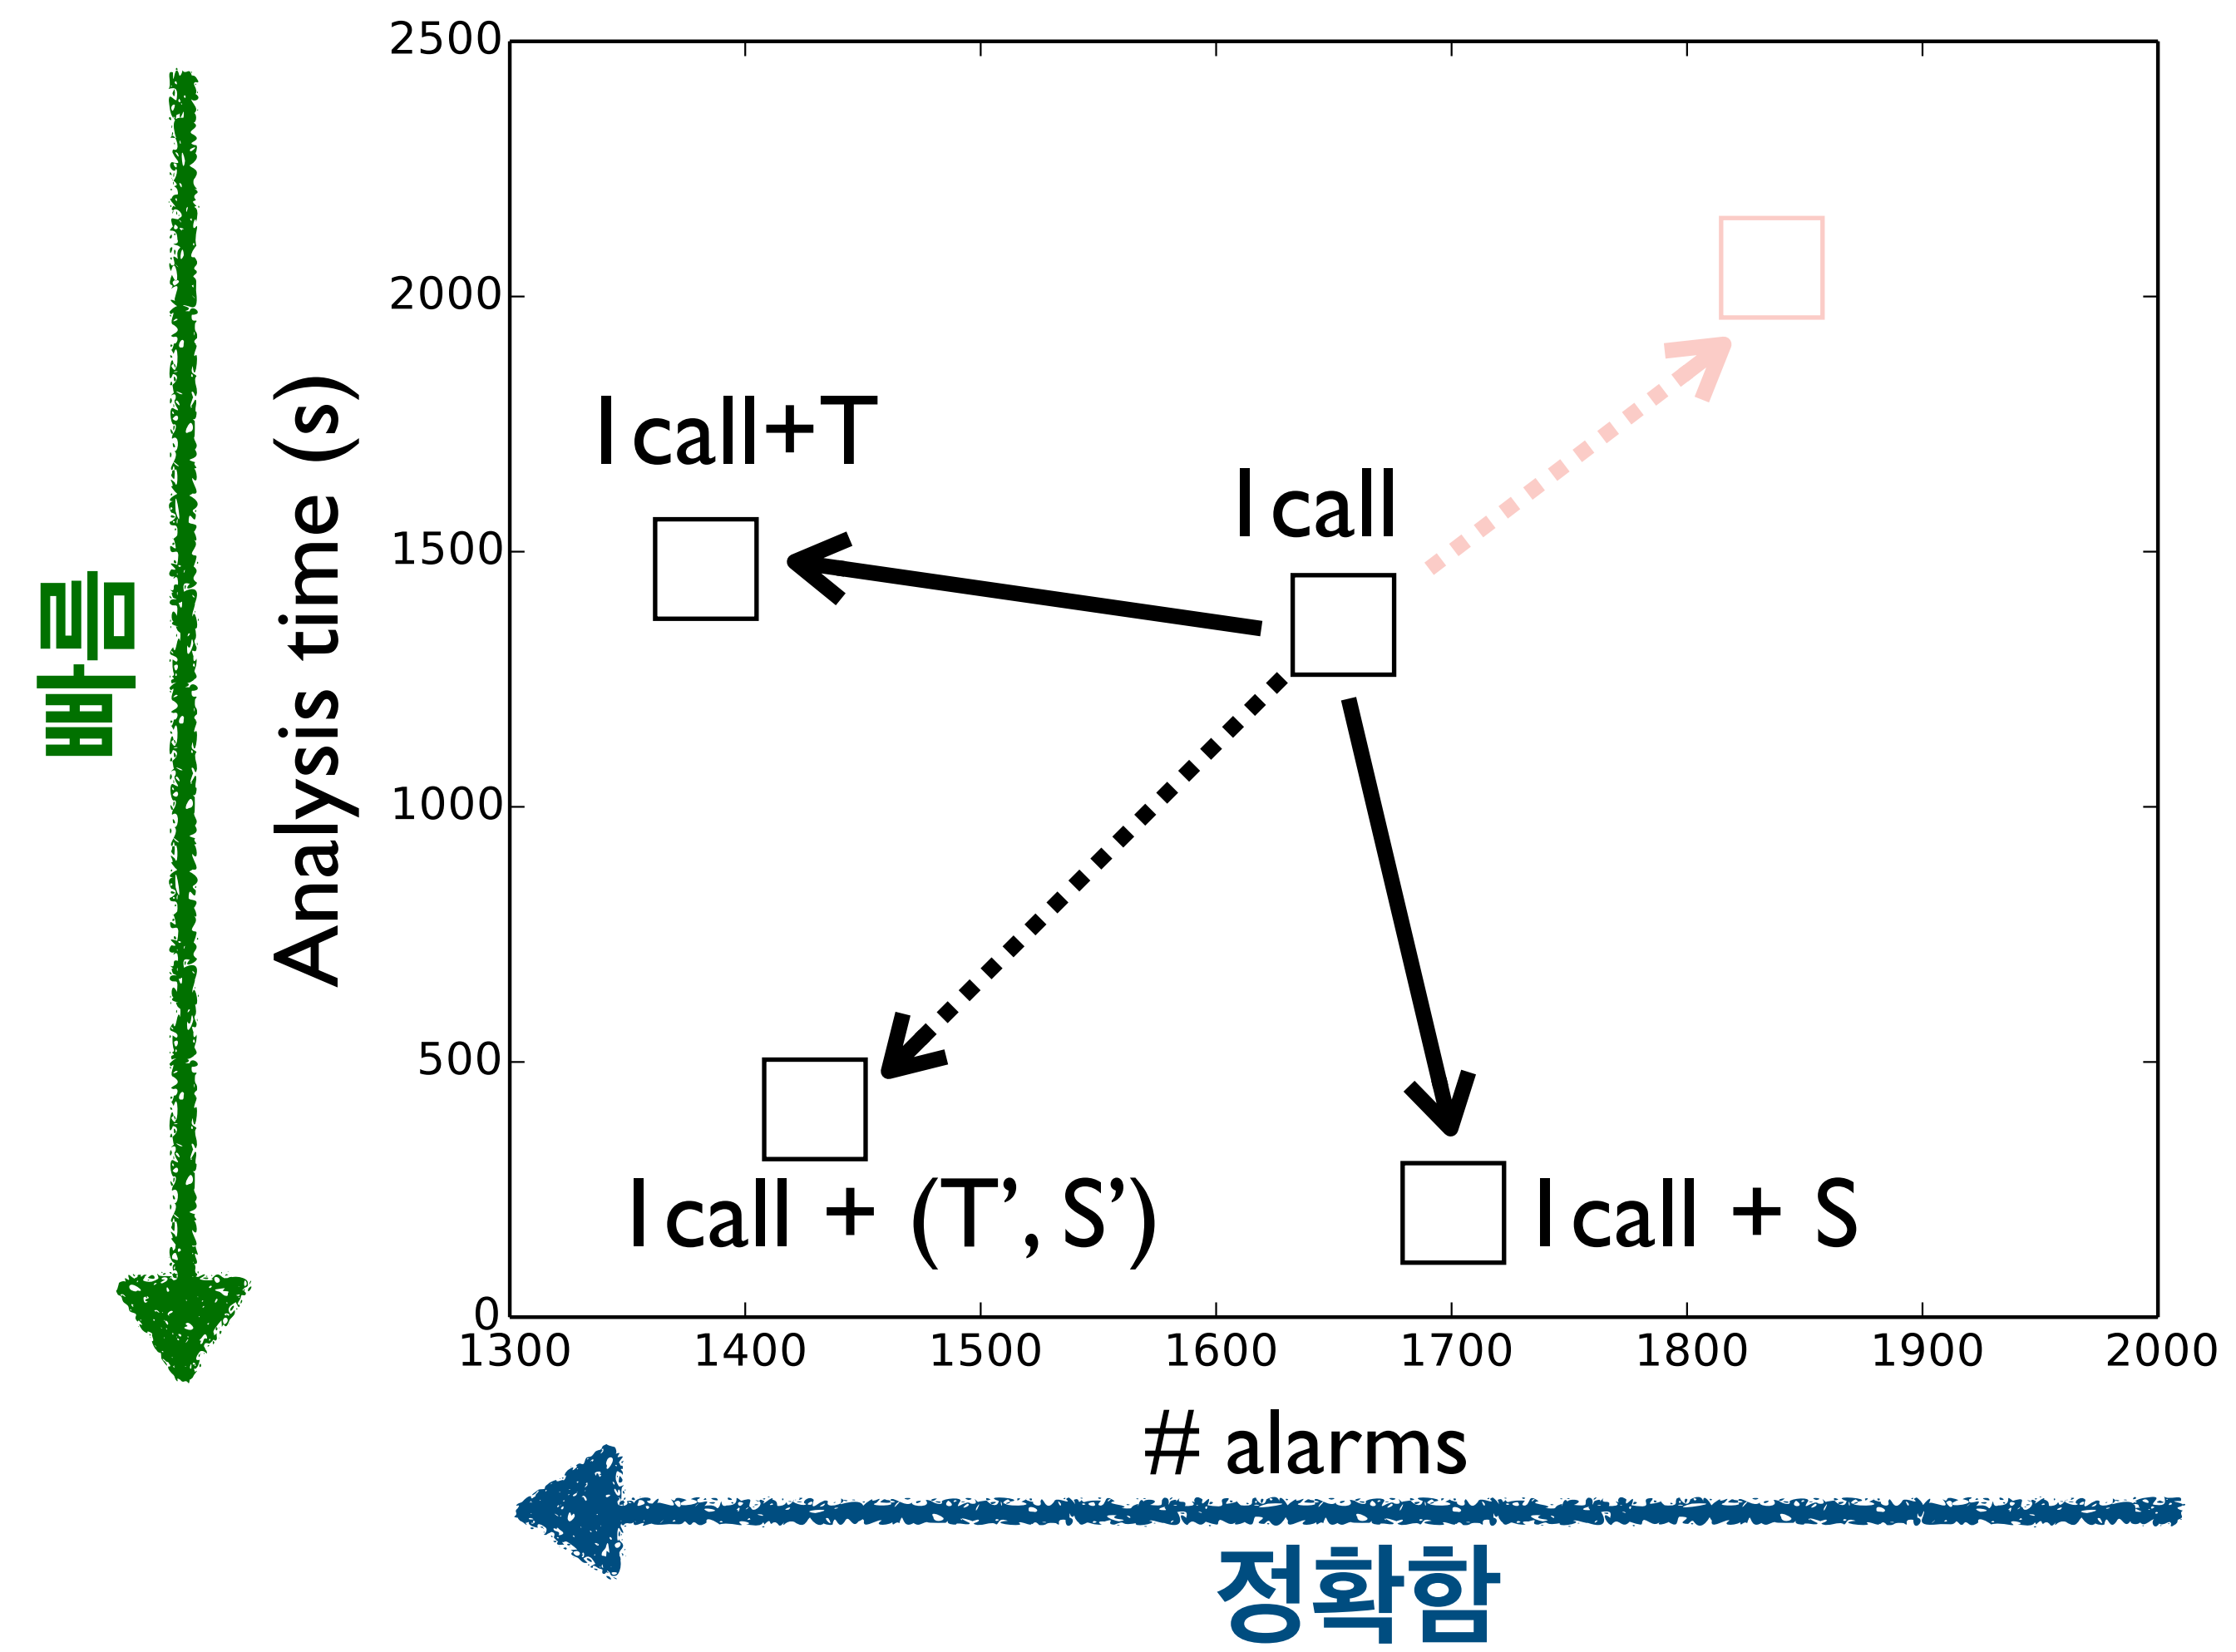 2500
2000
1500
1000
500
0
빠름
Analysis time (s)
1call+T
1call
1call + (T’, S’)
1call + S
1300 1400 1500 1600 1700 1800 1900 2000
# alarms
정확함